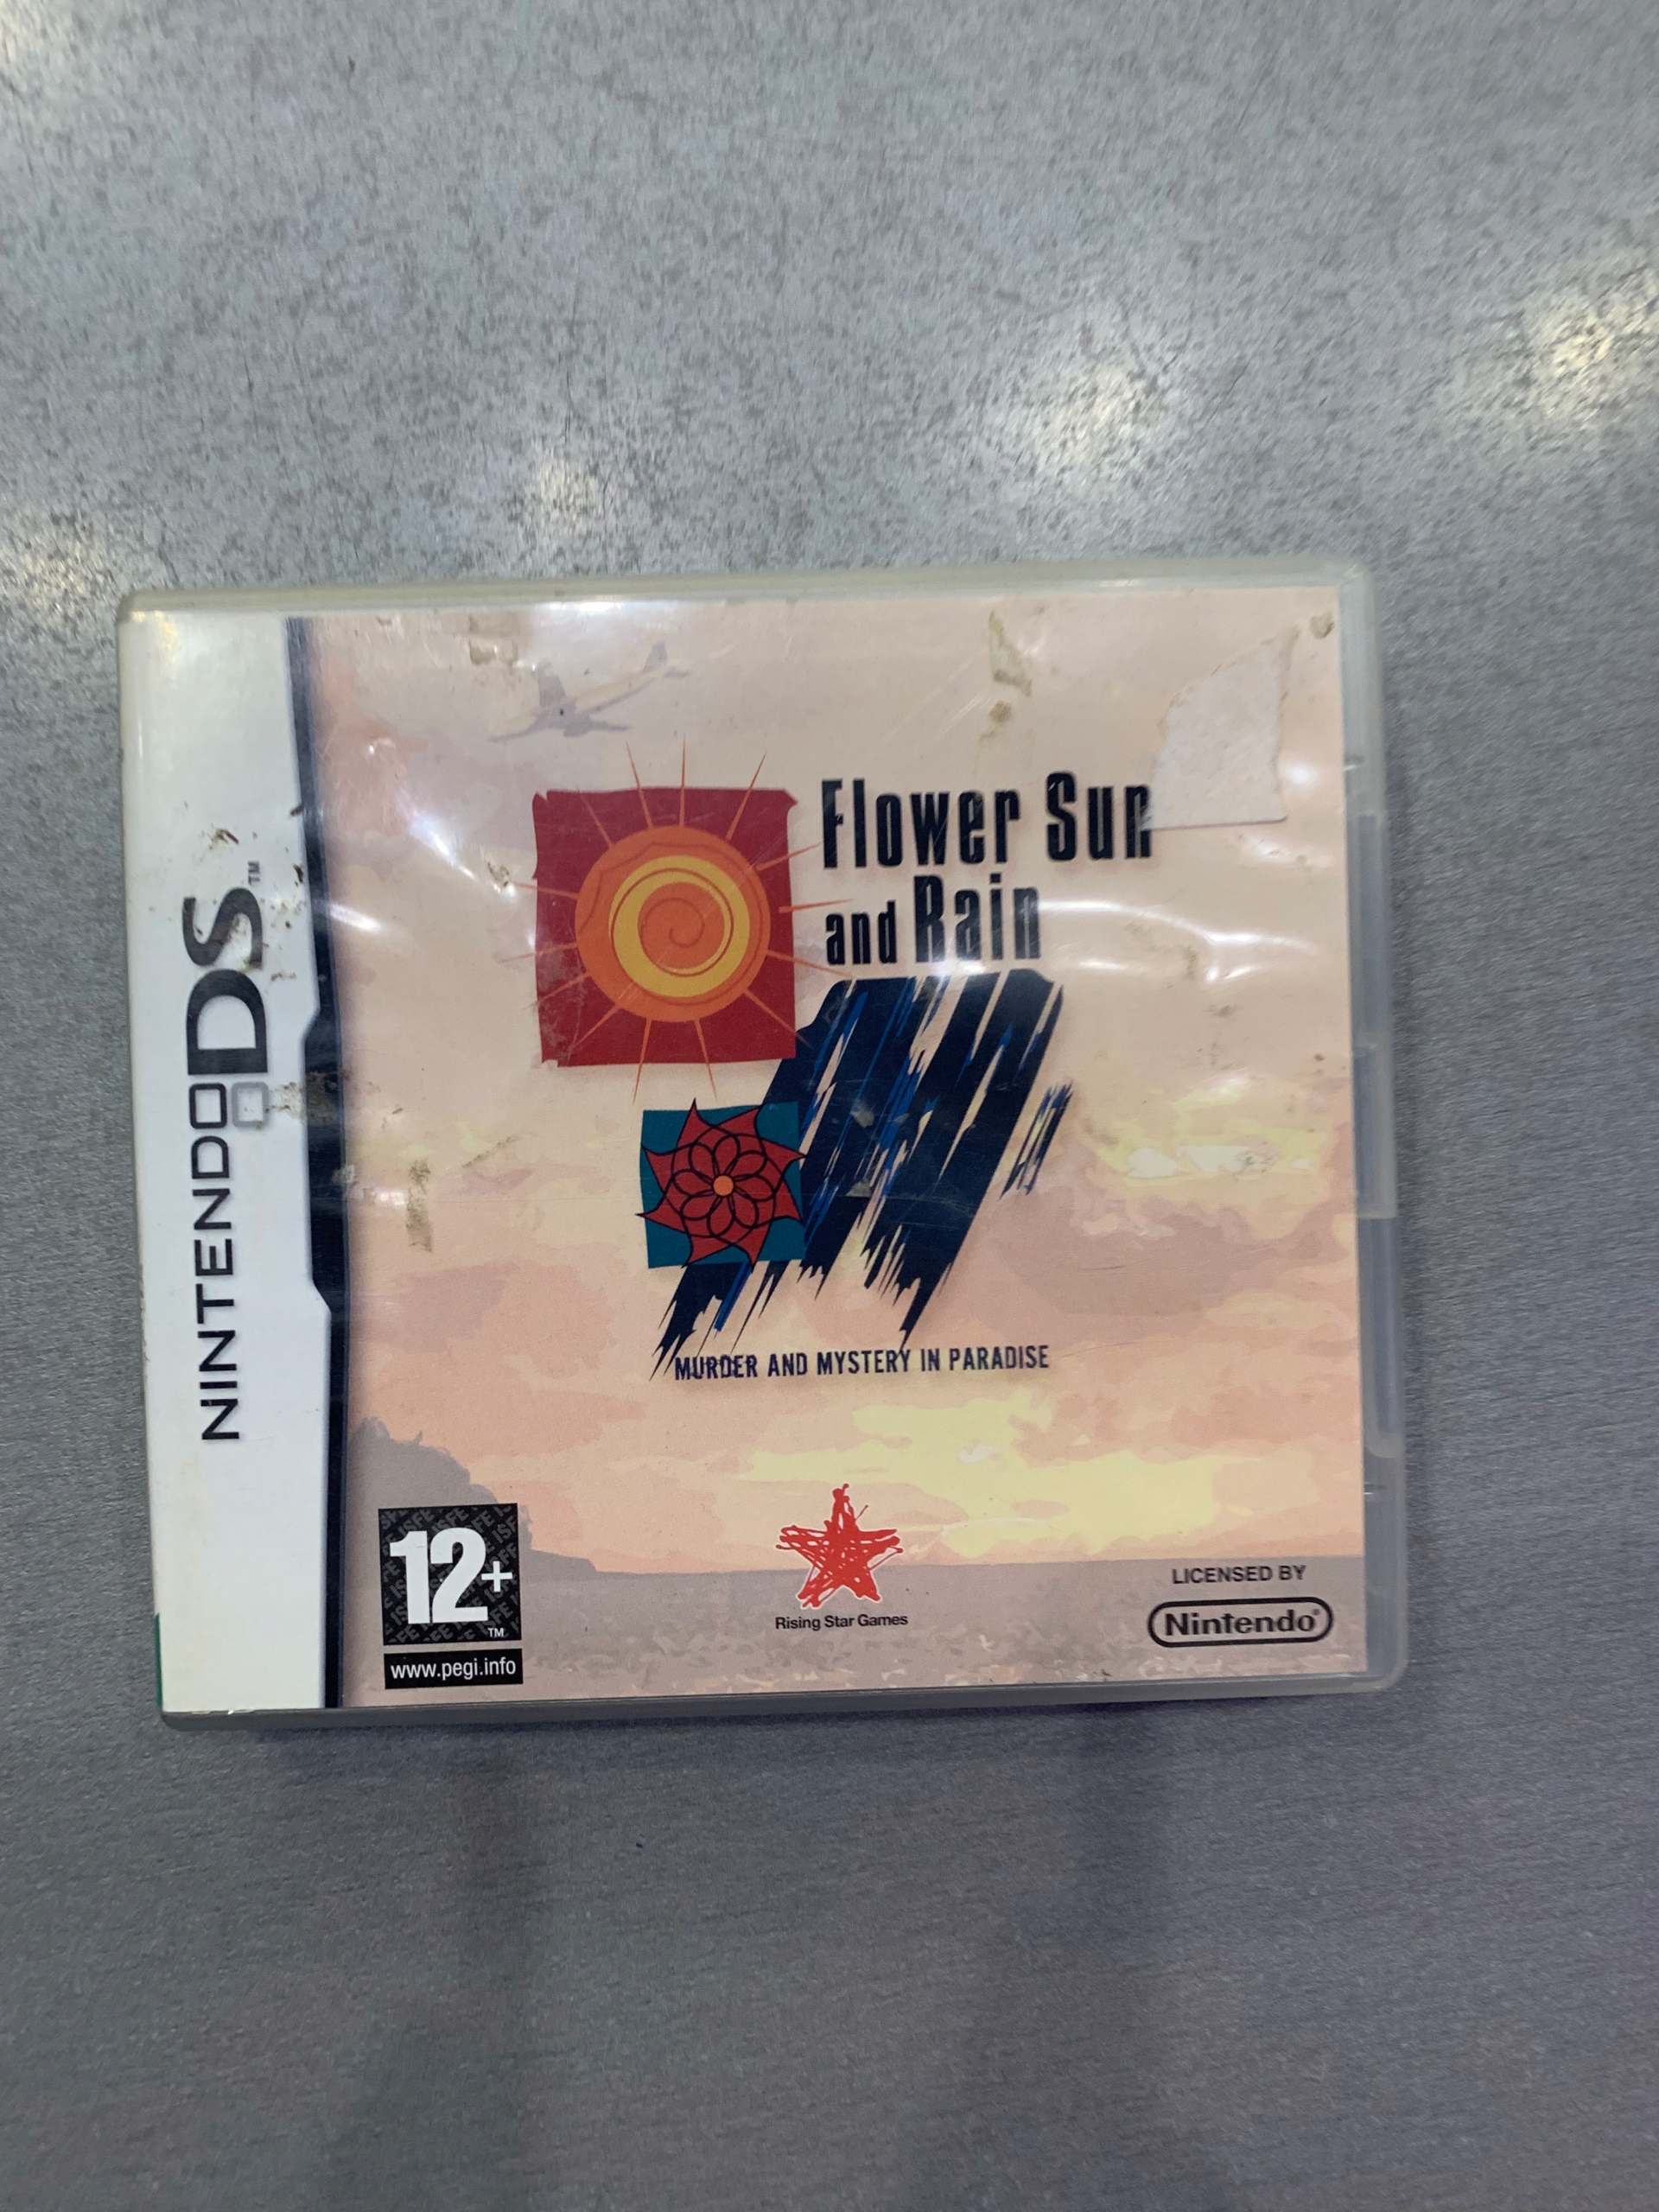 NINTENDO DS™
Flower Sun
and Rain
MURDER AND MYSTERY IN PARADISE
12+
™
www.pegi.info
Rising Star Games
LICENSED BY
Nintendo®